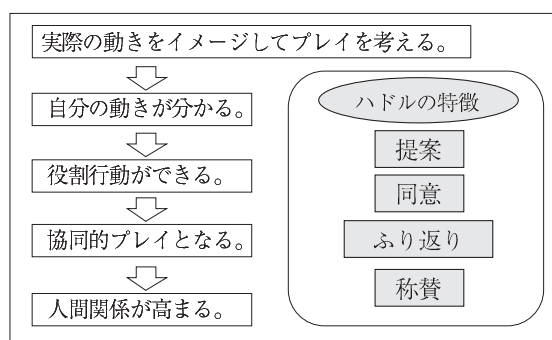 実際の動きをイメージしてプレイを考える。
自分の動きが分かる。
役割行動ができる。
協同的プレイとなる。
人間関係が高まる。
ハドルの特徴
提案
同意
ふり返り
称賛